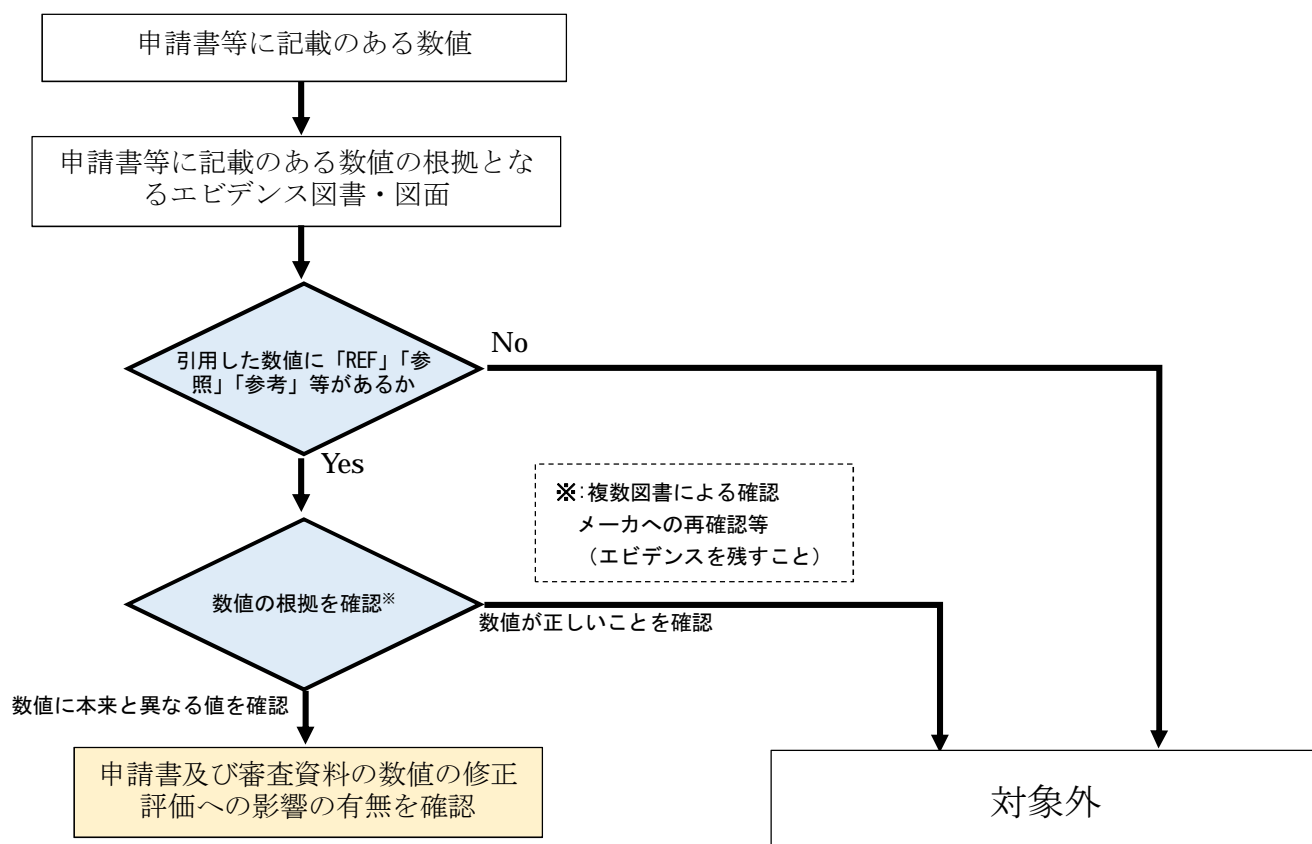 申請書等に記載のある数値
申請書等に記載のある数値の根拠とな
るエビデンス図書・図面
引用した数値に「REF」「参
照」「参考」等があるか
No
Yes
※:複数図書による確認
メーカへの再確認等
(エビデンスを残すこと)
数値の根拠を確認※
数値が正しいことを確認
数値に本来と異なる値を確認
申請書及び審査資料の数値の修正
評価への影響の有無を確認
対象外